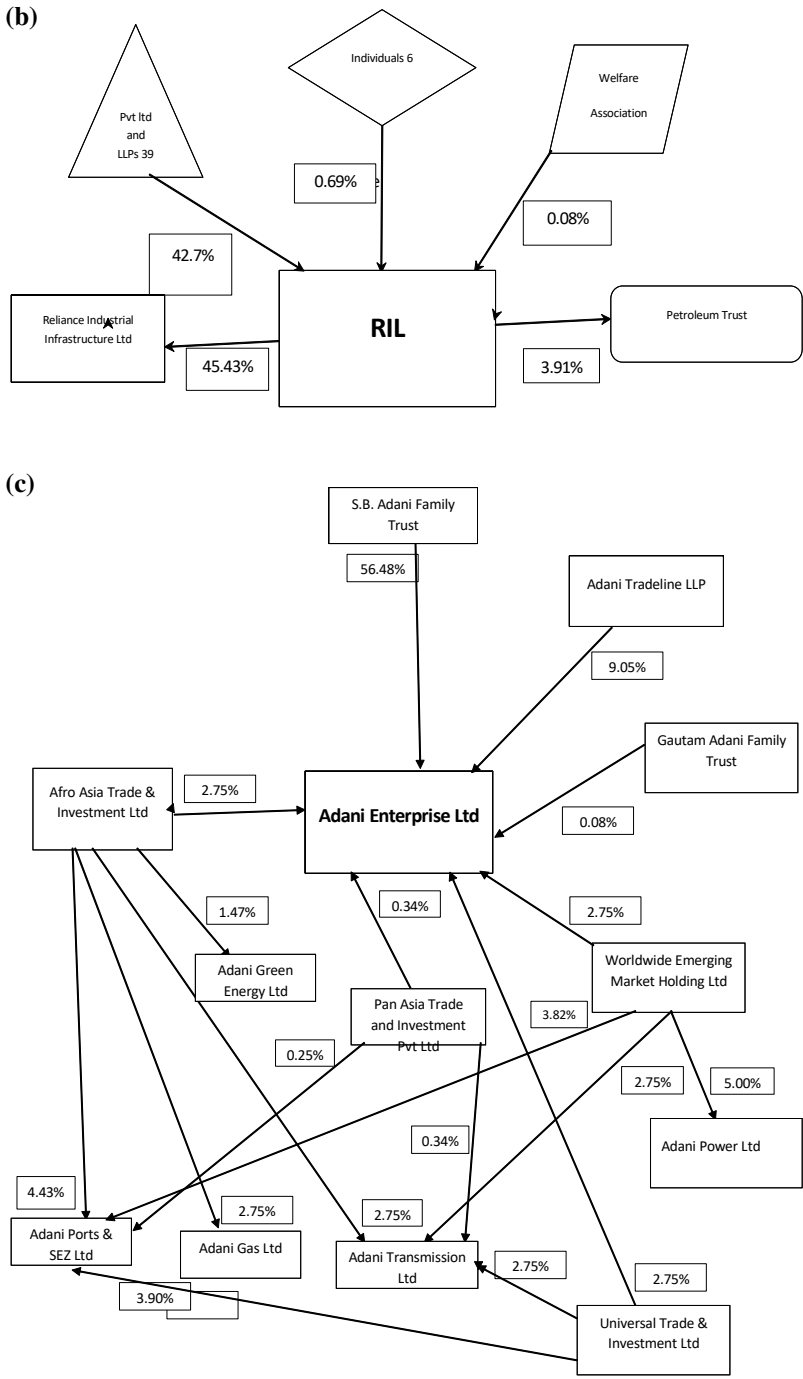 (b)
Individuals 6
Welfare
Association
Pvt ltd
and
LLPs 39
0.69%
e
0.08%
42.7%
Reliance Industrial
Infrastructure Ltd
RIL
Petroleum Trust
45.43%
3.91%
(c)
S.B. Adani Family
Trust
56.48%
Adani Tradeline LLP
9.05%
Gautam Adani Family
Trust
Afro Asia Trade &
Investment Ltd
2.75%
Adani Enterprise Ltd
0.08%
0.34%
1.47%
2.75%
Adani Green
Energy Ltd
Worldwide Emerging
Market Holding Ltd
Pan Asia Trade
and Investment
Pvt Ltd
3.82%
0.25%
2.75%
5.00%
0.34%
Adani Power Ltd
4.43%
2.75%
2.75%
Adani Ports &
SEZ Ltd
Adani Gas Ltd
Adani Transmission
Ltd
2.75%
2.75%
3.90%
Universal Trade &
Investment Ltd